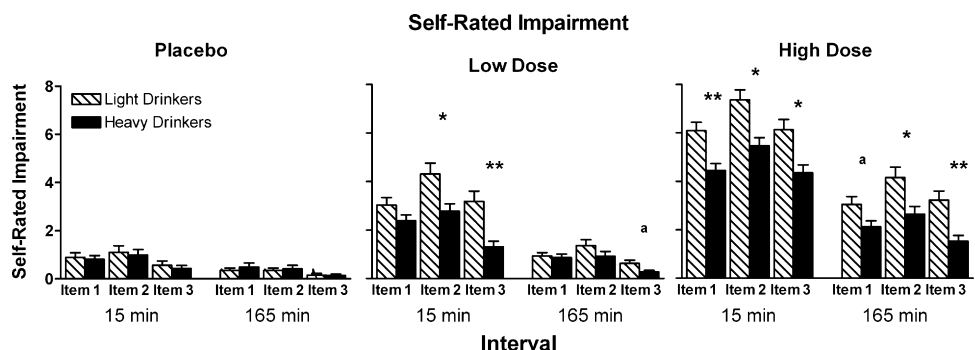 Self-Rated Impairment
Placebo
Low Dose
High Dose
Self-Rated Impairment
8
6
4
2
0
Light Drinkers
Heavy Drinkers
*
**
a
**
*
*
a
*
**
Item 1 Item 2 Item 3 Item 1 Item 2 Item 3 Item 1 Item 2 Item 3 Item 1 Item 2 Item 3 Item 1 Item 2 Item 3 Item 1 Item 2 Item 3
15 min 165 min 15 min 165 min 15 min 165 min
Interval